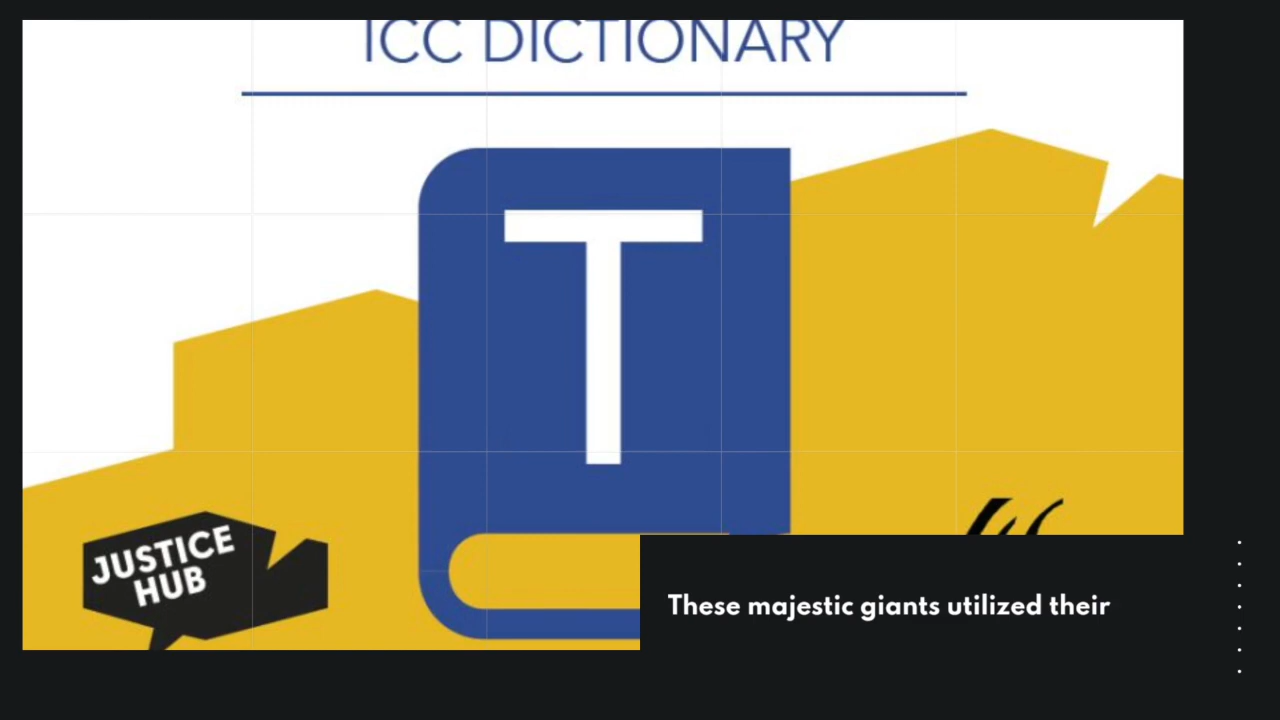 ICC DICTIONARY
T
JUSTICE
HUB
These majestic giants utilized their